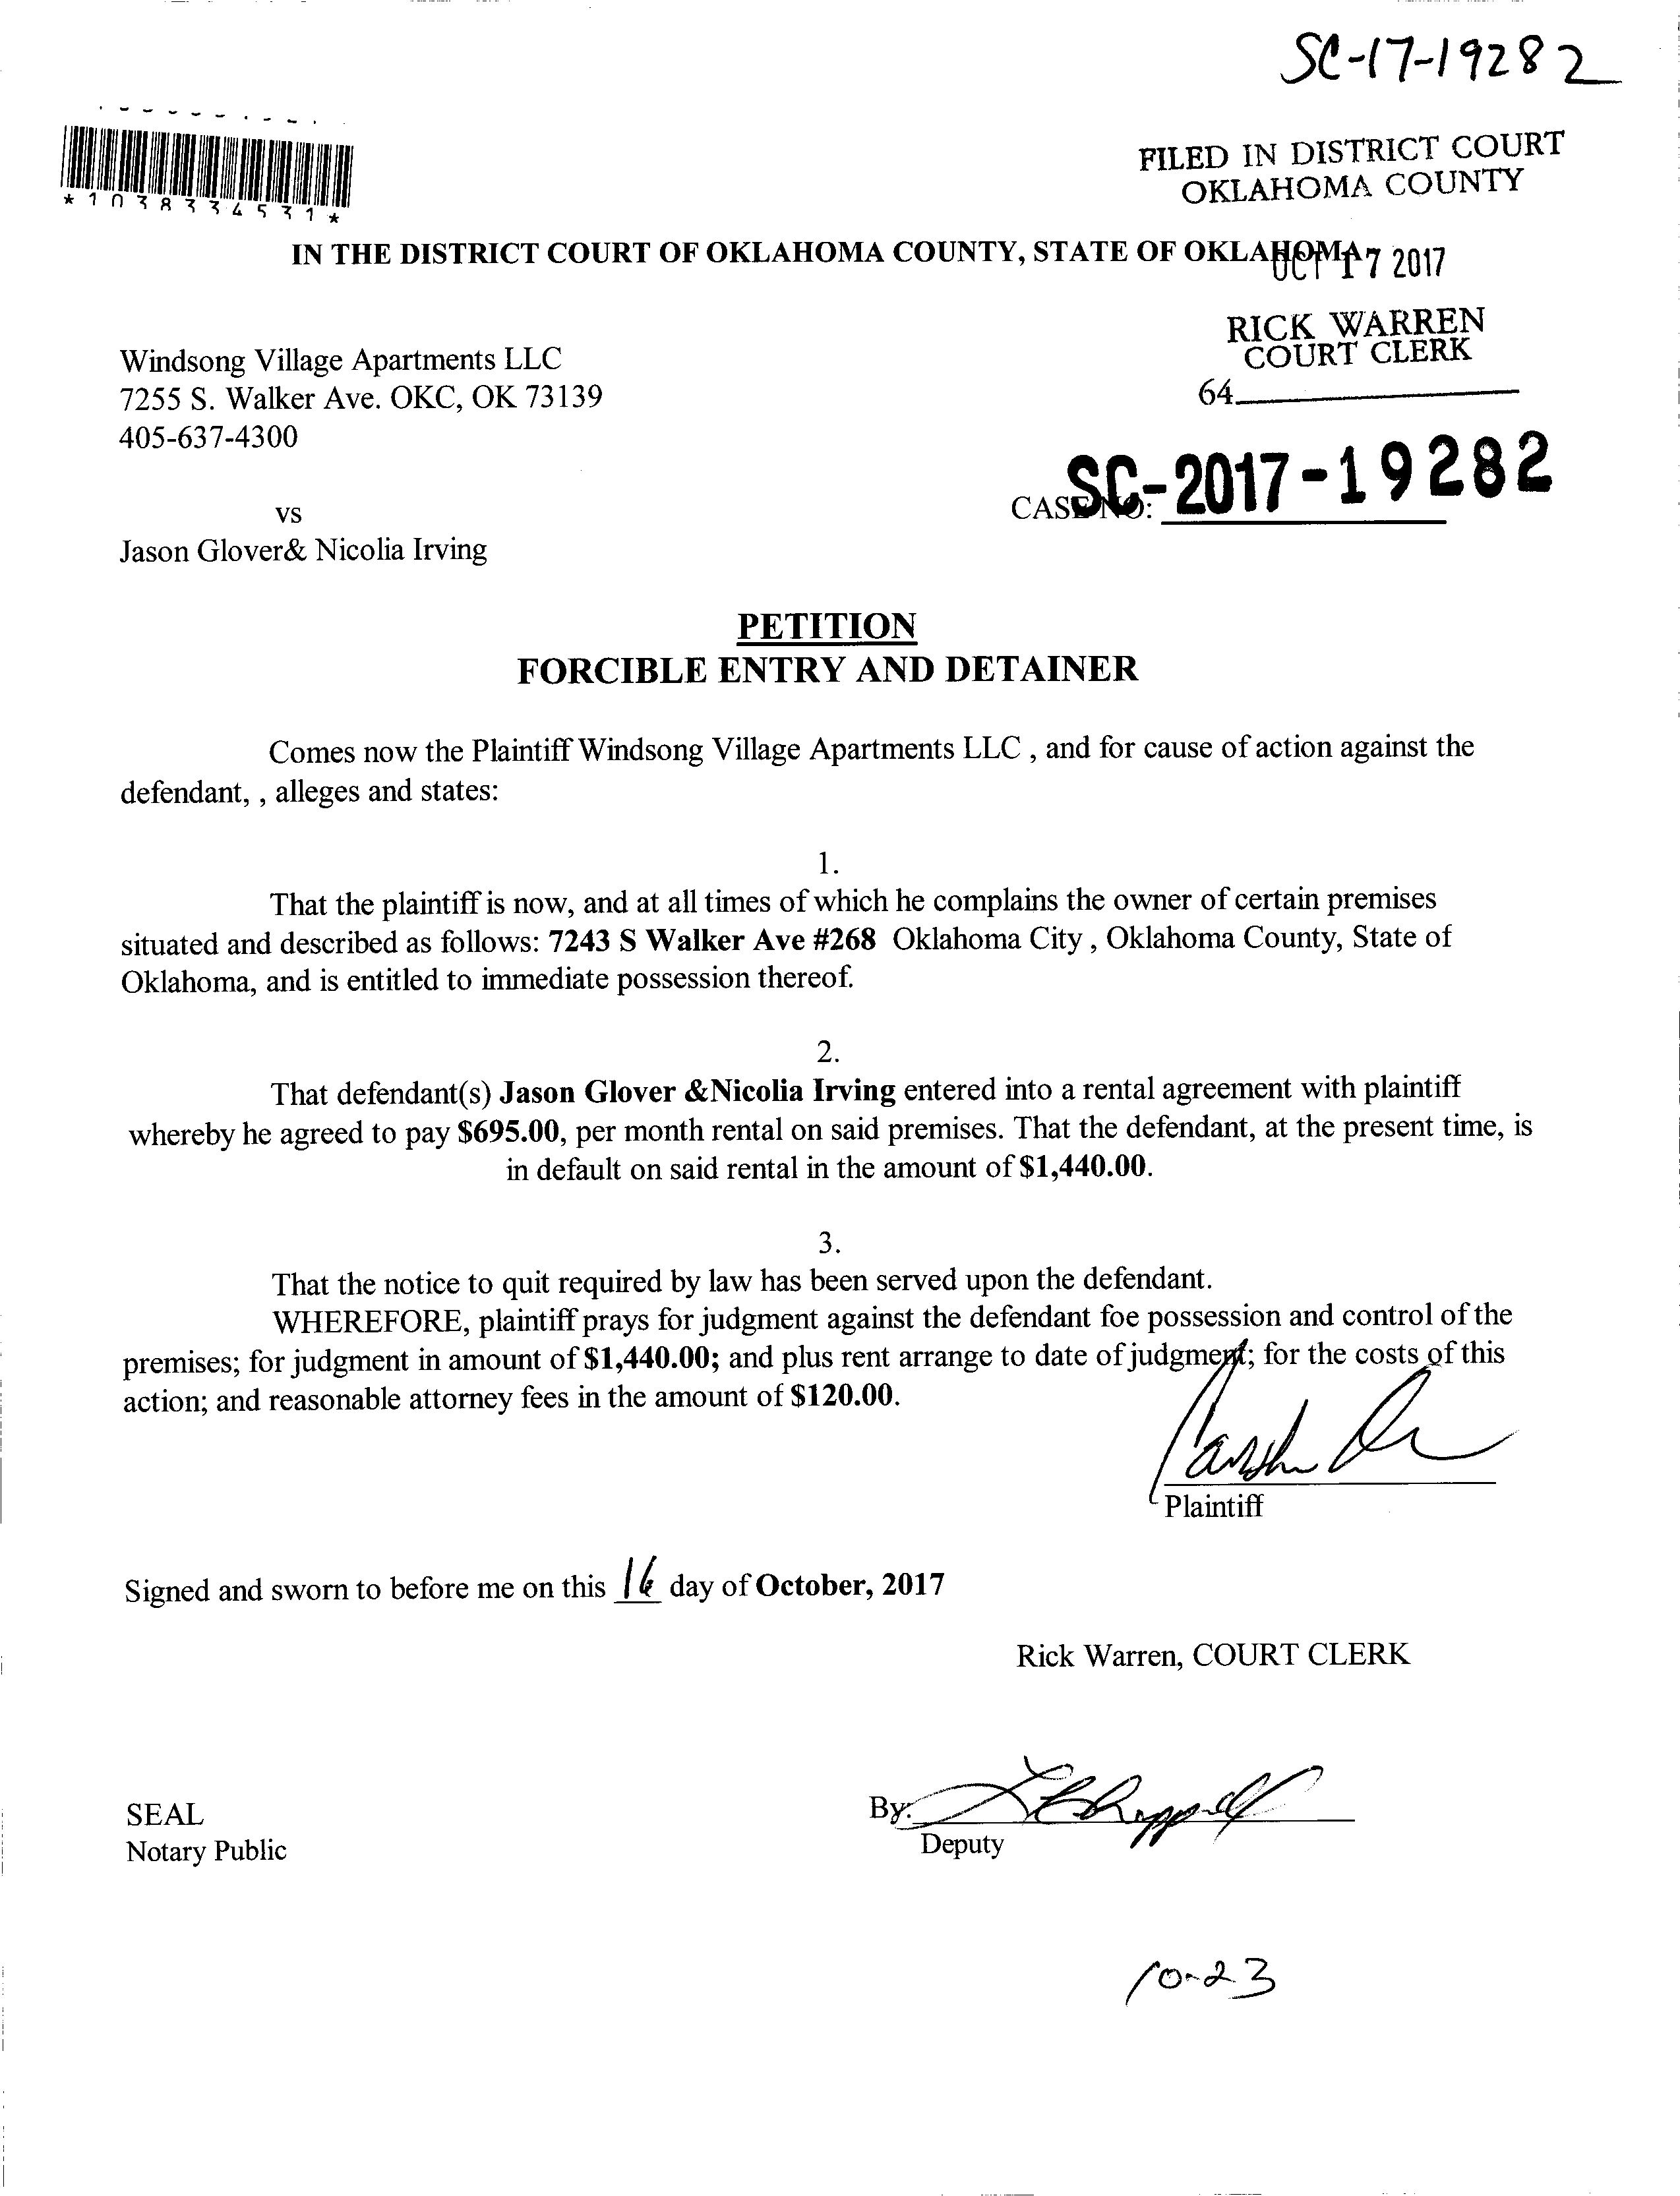 SC-17-19282
*1038334531*
FILED IN DISTRICT COURT
OKLAHOMA COUNTY
IN THE DISTRICT COURT OF OKLAHOMA COUNTY, STATE OF OKLAHOMA
OCT 17 2017
RICK WARREN
COURT CLERK
64
Windsong Village Apartments LLC
7255 S. Walker Ave. OKC, OK 73139
405-637-4300
CASE NO: SC-2017-19282
vs
Jason Glover& Nicolia Irving
PETITION
FORCIBLE ENTRY AND DETAINER
Comes now the Plaintiff Windsong Village Apartments LLC , and for cause of action against the
defendant, , alleges and states:
1.
That the plaintiff is now, and at all times of which he complains the owner of certain premises
situated and described as follows: 7243 S Walker Ave #268 Oklahoma City , Oklahoma County, State of
Oklahoma, and is entitled to immediate possession thereof.
2.
That defendant(s) Jason Glover &Nicolia Irving entered into a rental agreement with plaintiff
whereby he agreed to pay $695.00, per month rental on said premises. That the defendant, at the present time, is
in default on said rental in the amount of $1,440.00.
3.
That the notice to quit required by law has been served upon the defendant.
WHEREFORE, plaintiff prays for judgment against the defendant foe possession and control of the
premises; for judgment in amount of $1,440.00; and plus rent arrange to date of judgment; for the costs of this
action; and reasonable attorney fees in the amount of $120.00.
Plaintiff
Signed and sworn to before me on this 16 day of October, 2017
Rick Warren, COURT CLERK
SEAL
Notary Public
By:
Deputy
10-23